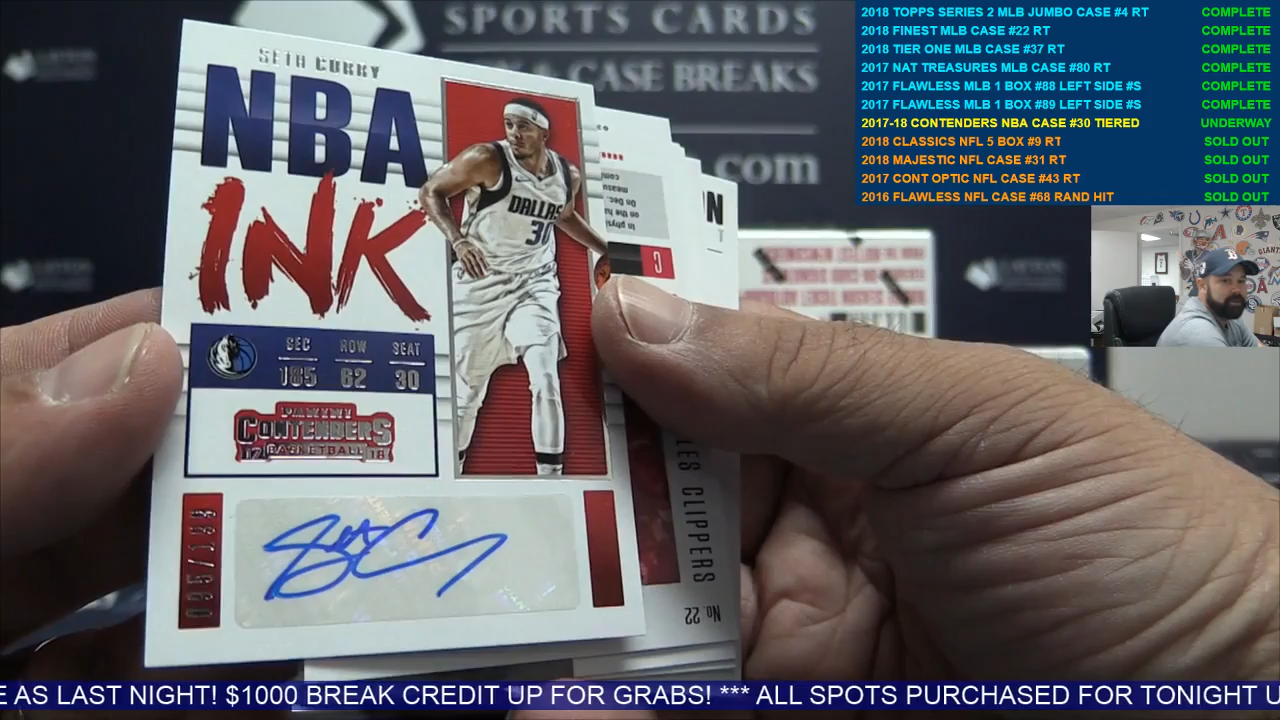 SPORTS CARDS
CASE BREAKS
.com
SETH CURRY
NBA
INK
DALLAS
30
SEC ROW SEAT
185 62 30
PANINI
CONTENDERS
17 BASKETBALL 18
CLIPPERS
No. 22
2018 TOPPS SERIES 2 MLB JUMBO CASE #4 RT COMPLETE
2018 FINEST MLB CASE #22 RT COMPLETE
2018 TIER ONE MLB CASE #37 RT COMPLETE
2017 NAT TREASURES MLB CASE #80 RT COMPLETE
2017 FLAWLESS MLB 1 BOX #88 LEFT SIDE #S COMPLETE
2017 FLAWLESS MLB 1 BOX #89 LEFT SIDE #S COMPLETE
2017-18 CONTENDERS NBA CASE #30 TIERED UNDERWAY
2018 CLASSICS NFL 5 BOX #9 RT SOLD OUT
2018 MAJESTIC NFL CASE #31 RT SOLD OUT
2017 CONT OPTIC NFL CASE #43 RT SOLD OUT
2016 FLAWLESS NFL CASE #68 RAND HIT SOLD OUT
E AS LAST NIGHT! $1000 BREAK CREDIT UP FOR GRABS! *** ALL SPOTS PURCHASED FOR TONIGHT U